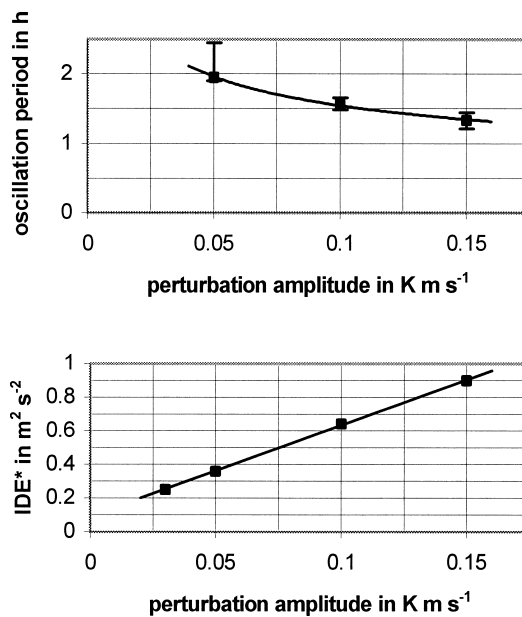 oscillation period in h
2
1
0
0 0.05 0.1 0.15
perturbation amplitude in K m s-1
IDE* in m2 s-2
1
0.8
0.6
0.4
0.2
0
0 0.05 0.1 0.15
perturbation amplitude in K m s-1